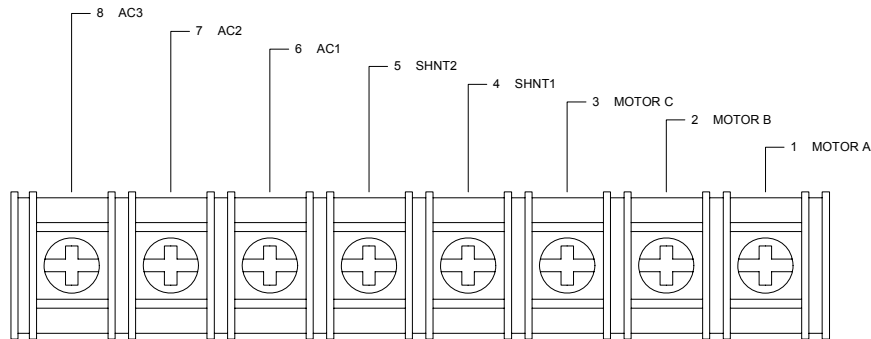 8 AC3
7 AC2
6 AC1
5 SHNT2
4 SHNT1
3 MOTOR C
2 MOTOR B
1 MOTOR A